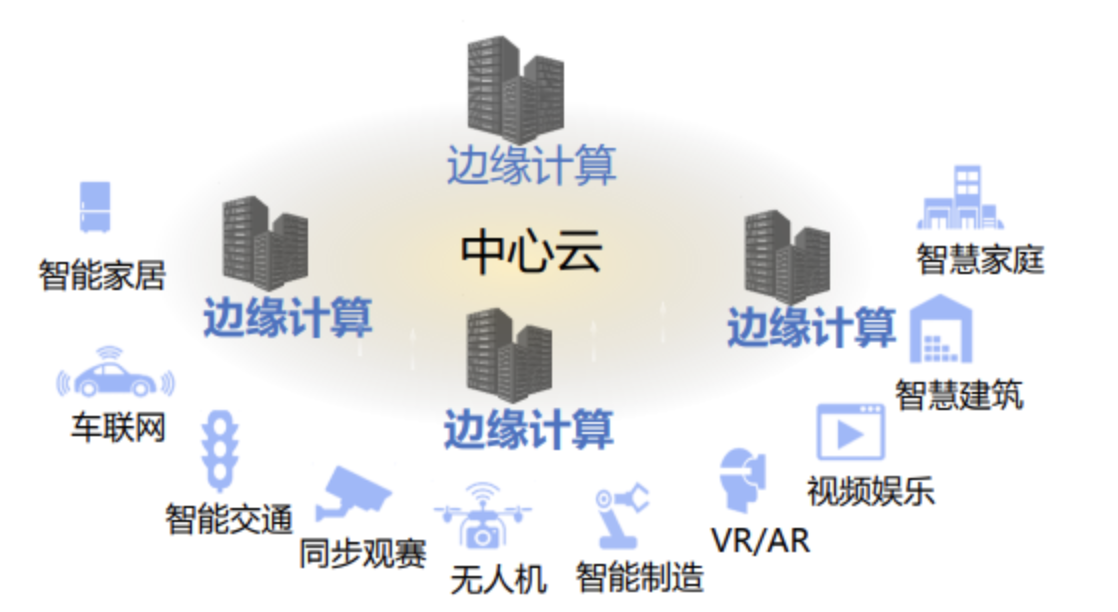 边缘计算
中心云
智慧家庭
智能家居
边缘计算
边缘计算
智慧建筑
车联网
边缘计算
视频娱乐
智能交通
同步观赛
VR/AR
无人机
智能制造